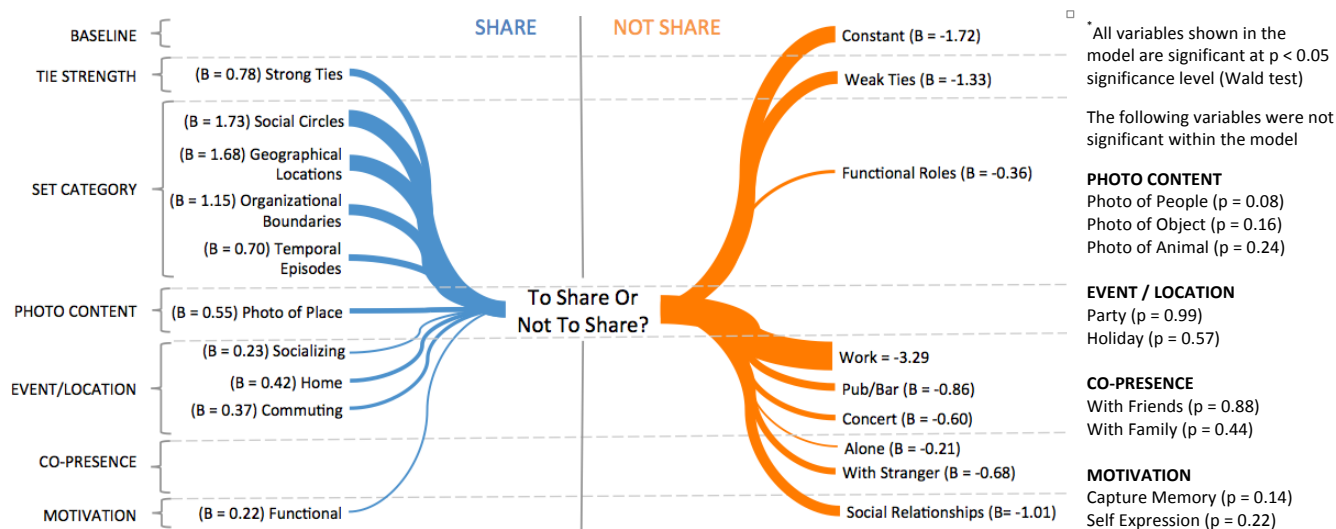 SHARE
NOT SHARE
BASELINE
Constant (B = -1.72)
TIE STRENGTH
(B = 0.78) Strong Ties
Weak Ties (B = -1.33)
SET CATEGORY
(B = 1.73) Social Circles
(B = 1.68) Geographical
Locations
(B = 1.15) Organizational
Boundaries
(B = 0.70) Temporal
Episodes
Functional Roles (B = -0.36)
To Share Or
Not To Share?
PHOTO CONTENT
(B = 0.55) Photo of Place
EVENT/LOCATION
(B = 0.23) Socializing
(B = 0.42) Home
(B = 0.37) Commuting
Work = -3.29
Pub/Bar (B = -0.86)
Concert (B = -0.60)
CO-PRESENCE
Alone (B = -0.21)
With Stranger (B = -0.68)
MOTIVATION
(B = 0.22) Functional
Social Relationships (B= -1.01)
*All variables shown in the
model are significant at p < 0.05
significance level (Wald test)
The following variables were not
significant within the model
PHOTO CONTENT
Photo of People (p = 0.08)
Photo of Object (p = 0.16)
Photo of Animal (p = 0.24)
EVENT / LOCATION
Party (p = 0.99)
Holiday (p = 0.57)
CO-PRESENCE
With Friends (p = 0.88)
With Family (p = 0.44)
MOTIVATION
Capture Memory (p = 0.14)
Self Expression (p = 0.22)